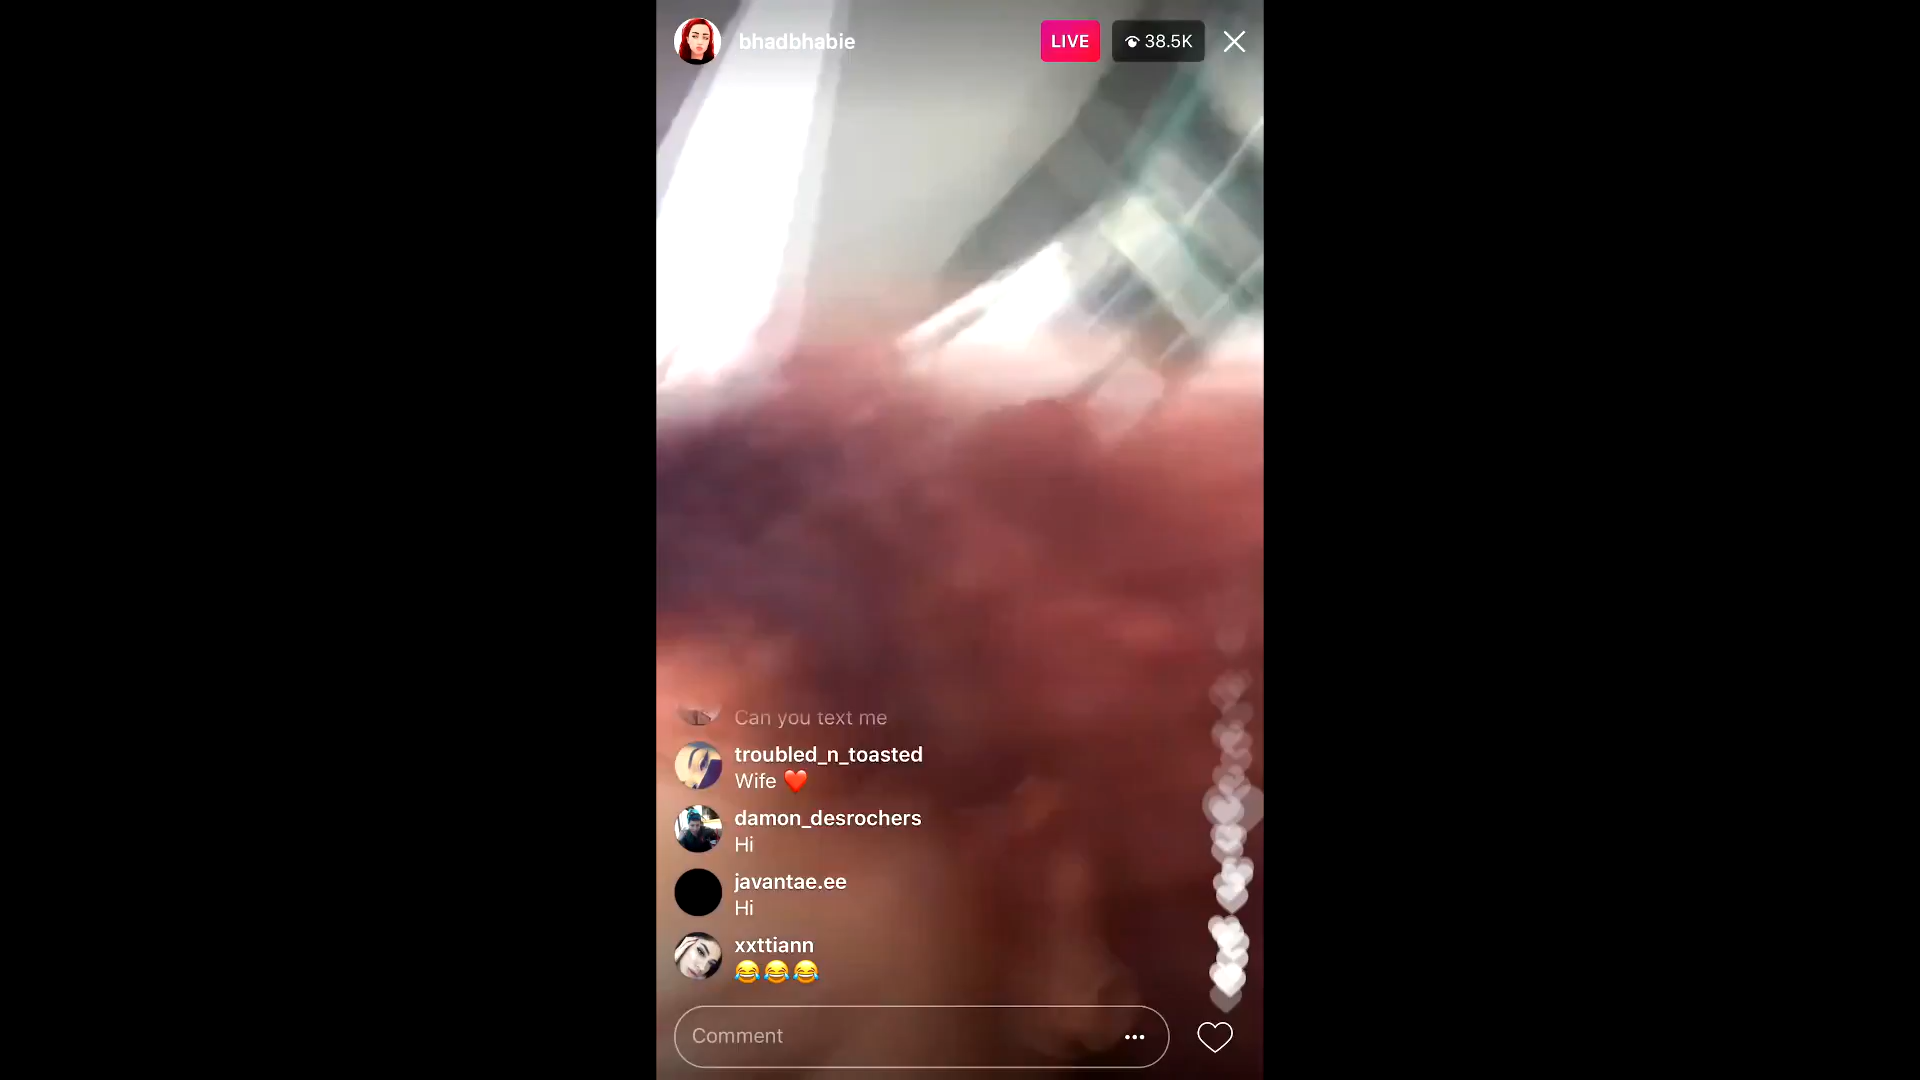 bhadbhabie
LIVE
38.5K
Can you text me
troubled_n_toasted
Wife ❤️
damon_desrochers
Hi
javantae.ee
Hi
xxttiann
😂😂😂
Comment